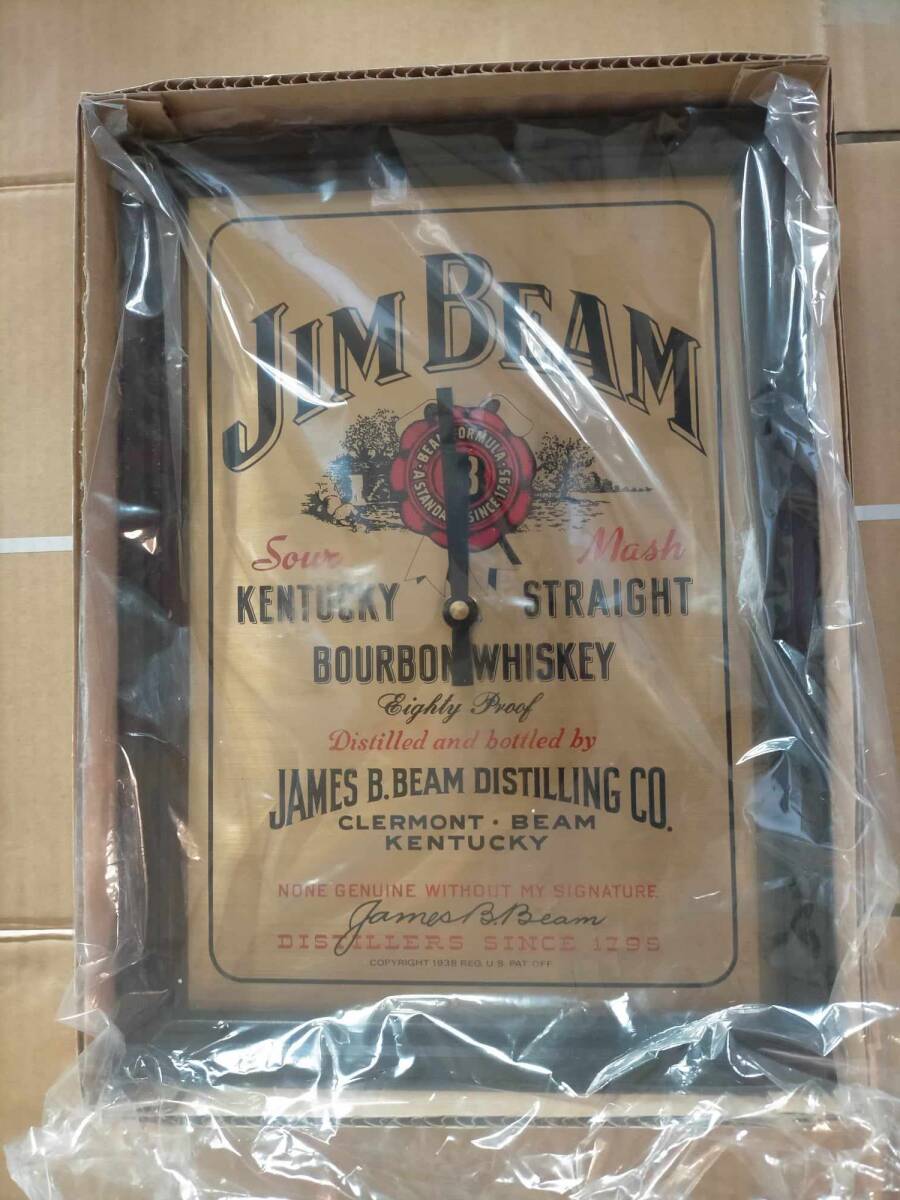 JIM BEAM
BEAM FORMULA
A STANDARD SINCE 1795
B
Sour Mash
KENTUCKY STRAIGHT
BOURBON WHISKEY
Eighty Proof
Distilled and bottled by
JAMES B. BEAM DISTILLING CO.
CLERMONT · BEAM
KENTUCKY
NONE GENUINE WITHOUT MY SIGNATURE
James B. Beam
DISTILLERS SINCE 1795
COPYRIGHT 1938 REG. U.S. PAT. OFF.